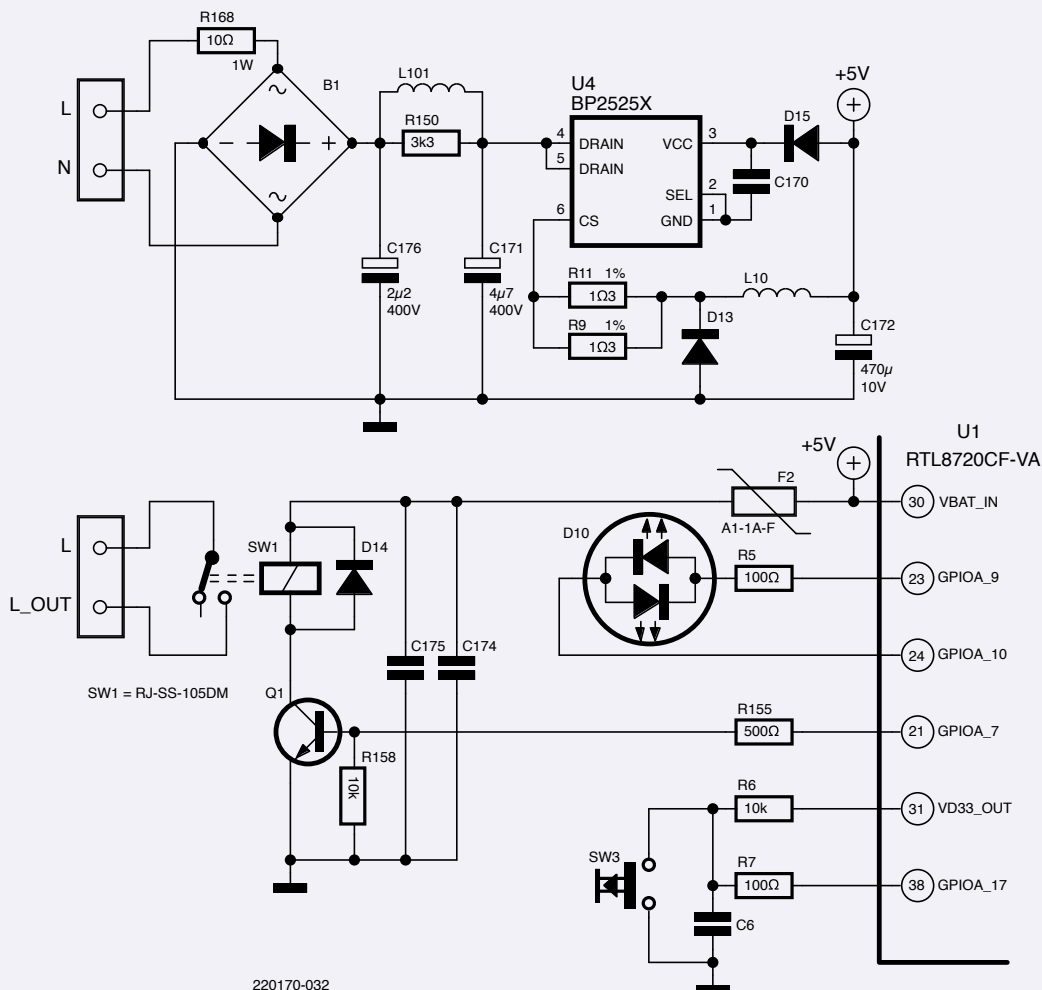 R168
10Ω
1W
L
N
B1
~
− +
~
L101
R150
3k3
C176
2µ2
400V
C171
4µ7
400V
U4
BP2525X
4 DRAIN
5 DRAIN
6 CS
VCC 3
SEL 2
GND 1
D15
+5V
+
C170
R11 1%
1Ω3
R9 1%
1Ω3
D13
L10
C172
470µ
10V
U1
RTL8720CF-VA
+5V
+
F2
A1-1A-F
30 VBAT_IN
L
L_OUT
SW1
D14
D10
R5
100Ω
23 GPIOA_9
24 GPIOA_10
C175
C174
SW1 = RJ-SS-105DM
Q1
R155
500Ω
21 GPIOA_7
R158
10k
R6
10k
31 VD33_OUT
SW3
R7
100Ω
38 GPIOA_17
C6
220170-032